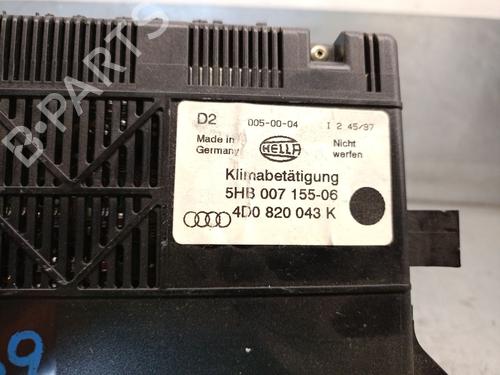 D2 005-00-04 I 2 45/97
Made in Germany HELLA Nicht werfen
Klimabetätigung
5HB 007 155-06
4D0 820 043 K